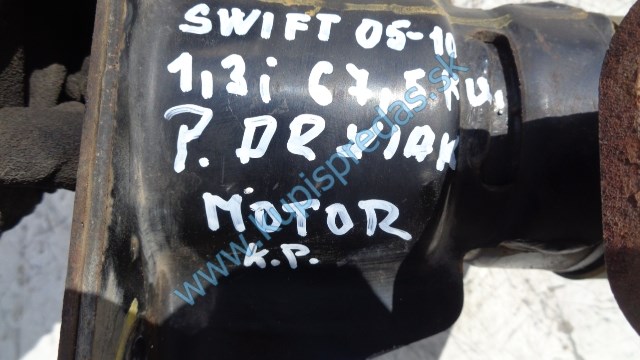 SWIFT 05-10
1,3i 67,5KW,
P. DRŽIAK
MOTOR
K.P.
www.kupispredas.sk